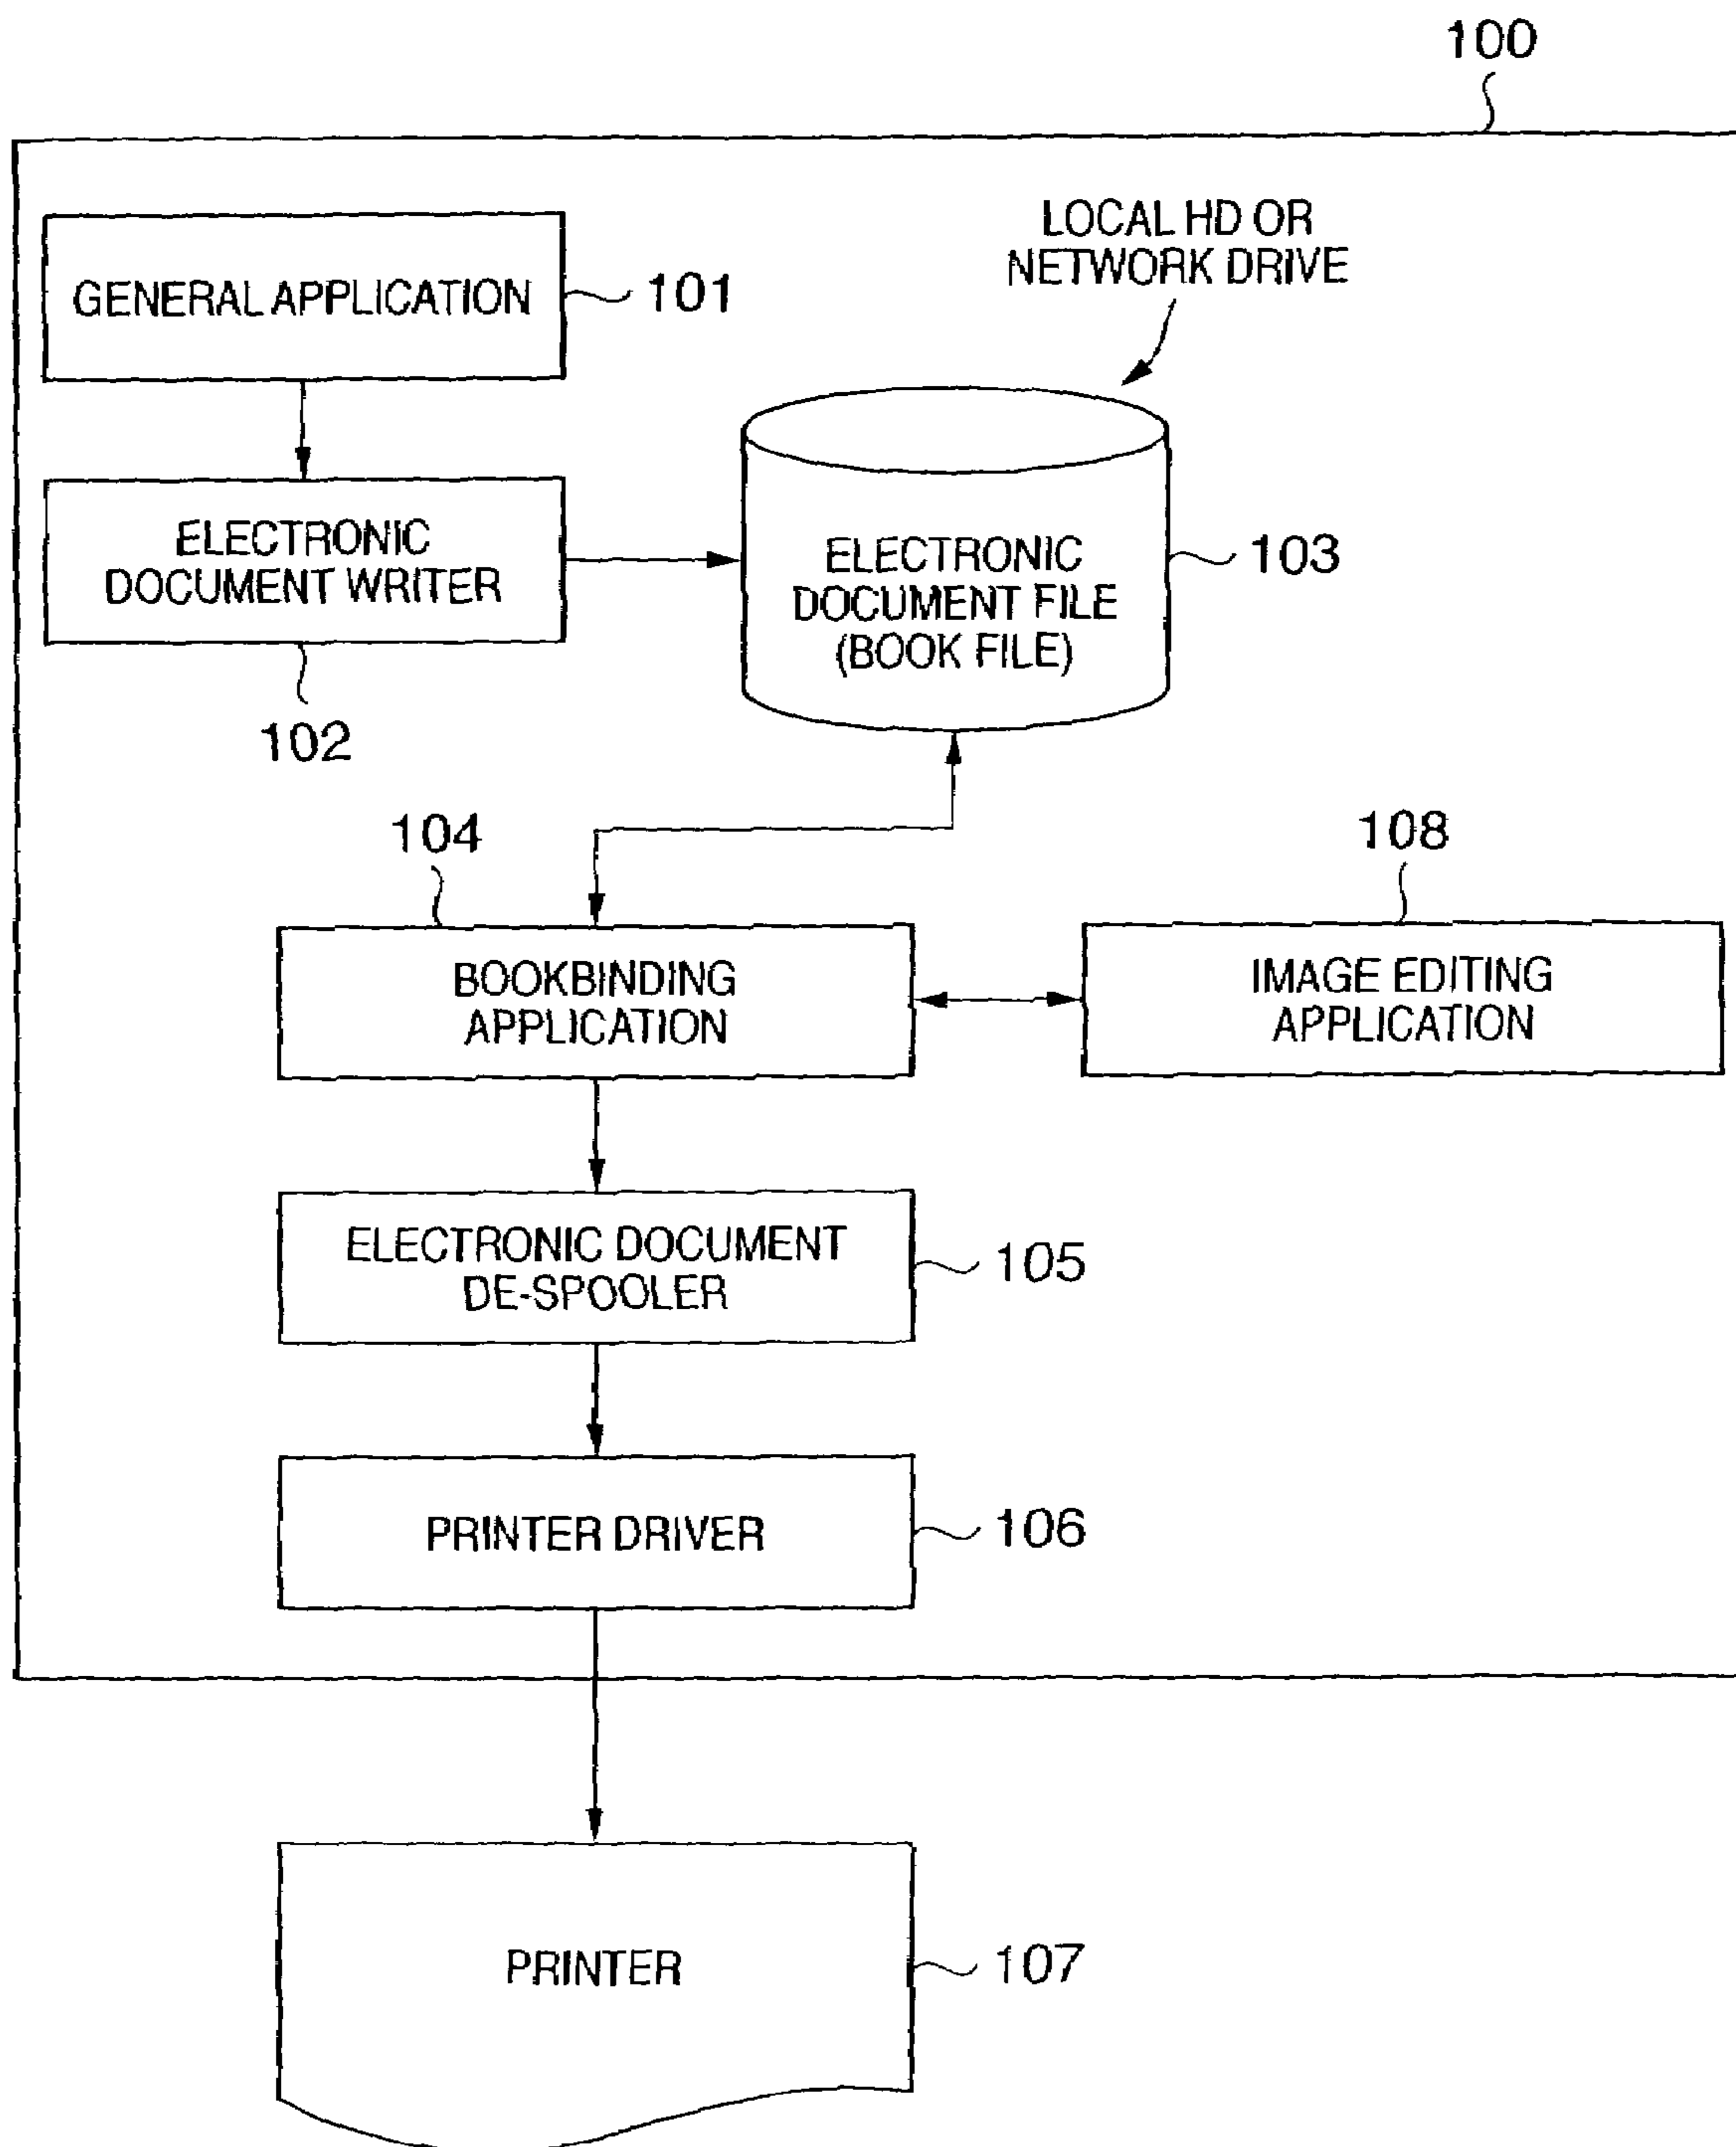 100
LOCAL HD OR
NETWORK DRIVE
GENERAL APPLICATION
101
ELECTRONIC
DOCUMENT WRITER
102
ELECTRONIC
DOCUMENT FILE
(BOOK FILE)
103
104
108
BOOKBINDING
APPLICATION
IMAGE EDITING
APPLICATION
ELECTRONIC DOCUMENT
DE-SPOOLER
105
PRINTER DRIVER
106
PRINTER
107